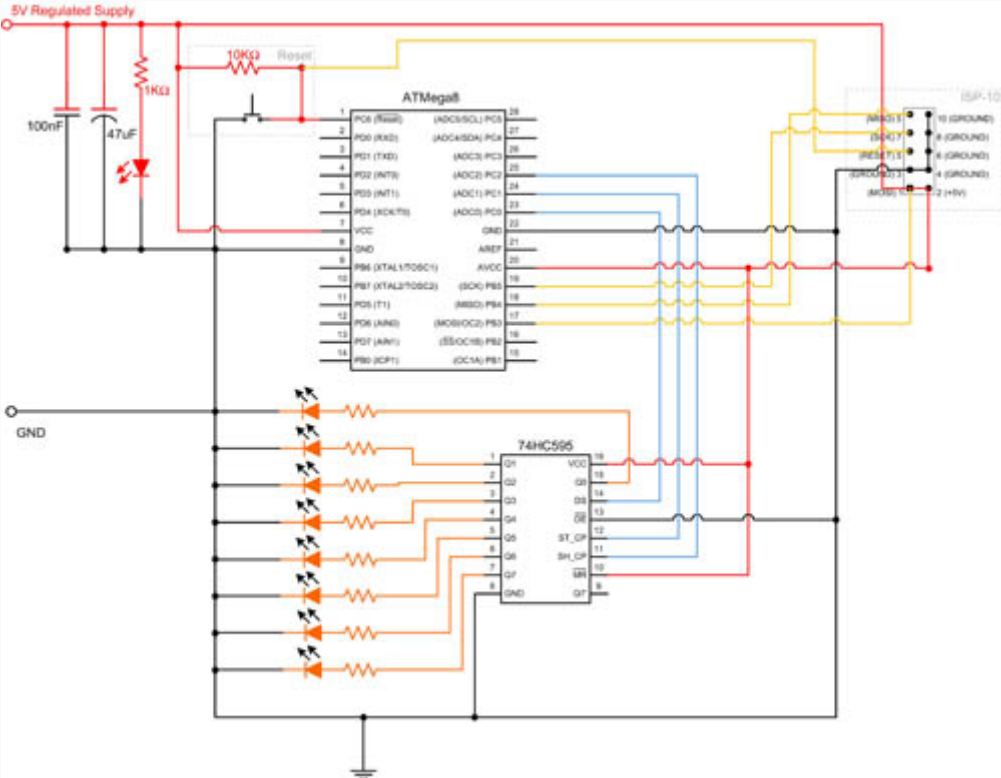 5V Regulated Supply
10KΩ
Reset
1KΩ
100nF
47uF
ATMega8
1 PC6 (Reset) (ADC5/SCL) PC5 28
2 PD0 (RXD) (ADC4/SDA) PC4 27
3 PD1 (TXD) (ADC3) PC3 26
4 PD2 (INT0) (ADC2) PC2 25
5 PD3 (INT1) (ADC1) PC1 24
6 PD4 (XCK/T0) (ADC0) PC0 23
7 VCC GND 22
8 GND AREF 21
9 PB6 (XTAL1/TOSC1) AVCC 20
10 PB7 (XTAL2/TOSC2) (SCK) PB5 19
11 PD5 (T1) (MISO) PB4 18
12 PD6 (AIN0) (MOSI/OC2) PB3 17
13 PD7 (AIN1) (SS/OC1B) PB2 16
14 PB0 (ICP1) (OC1A) PB1 15
ISP-10
(MISO) 10 (GROUND)
(SCK) 7 8 (GROUND)
(RESET) 5 6 (GROUND)
(GROUND) 3 4 (GROUND)
(MOSI) 1 2 (+5V)
GND
74HC595
1 Q1 VCC 16
2 Q2 Q0 15
3 Q3 DS 14
4 Q4 OE 13
5 Q5 ST_CP 12
6 Q6 SH_CP 11
7 Q7 MR 10
8 GND Q7' 9